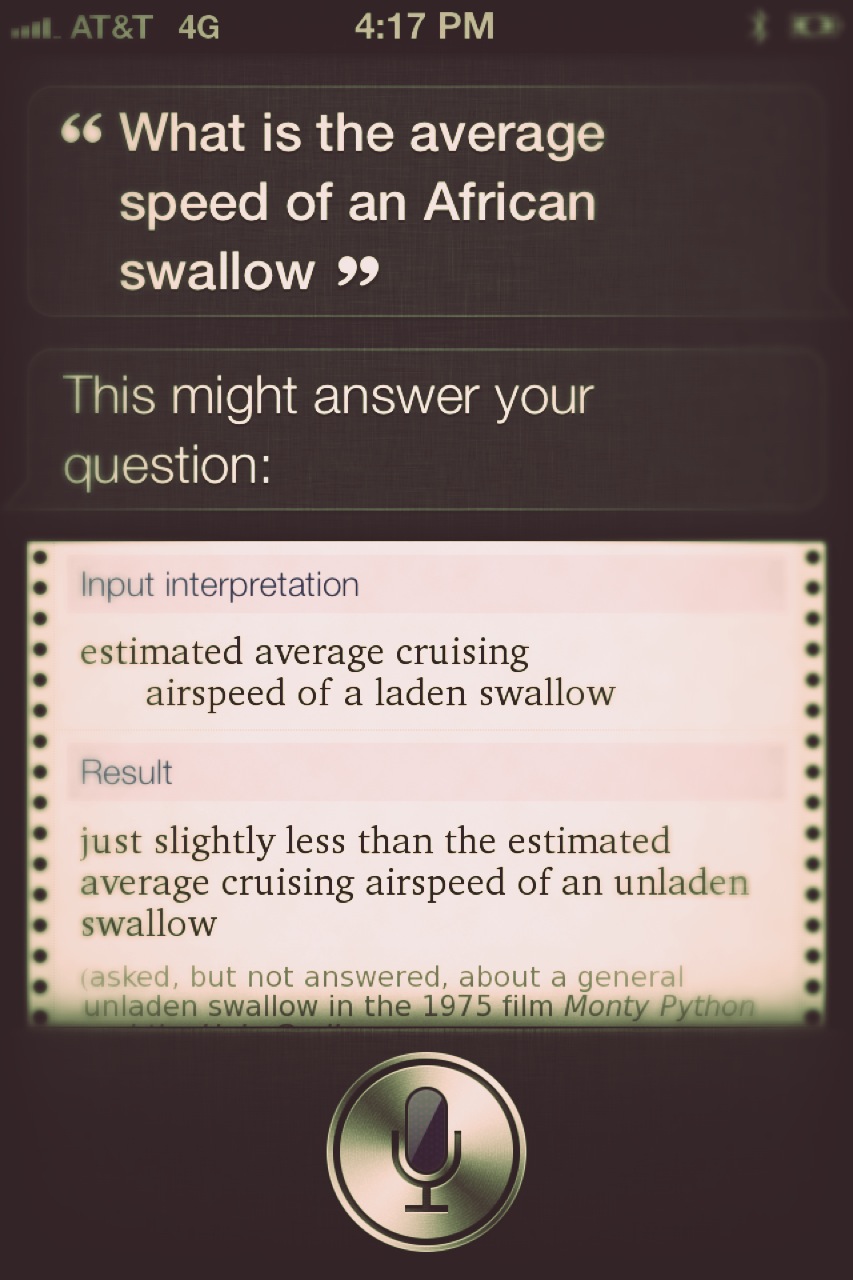 AT&T 4G 4:17 PM
“ What is the average
speed of an African
swallow ”
This might answer your
question:
Input interpretation
estimated average cruising
airspeed of a laden swallow
Result
just slightly less than the estimated
average cruising airspeed of an unladen
swallow
(asked, but not answered, about a general
unladen swallow in the 1975 film Monty Python